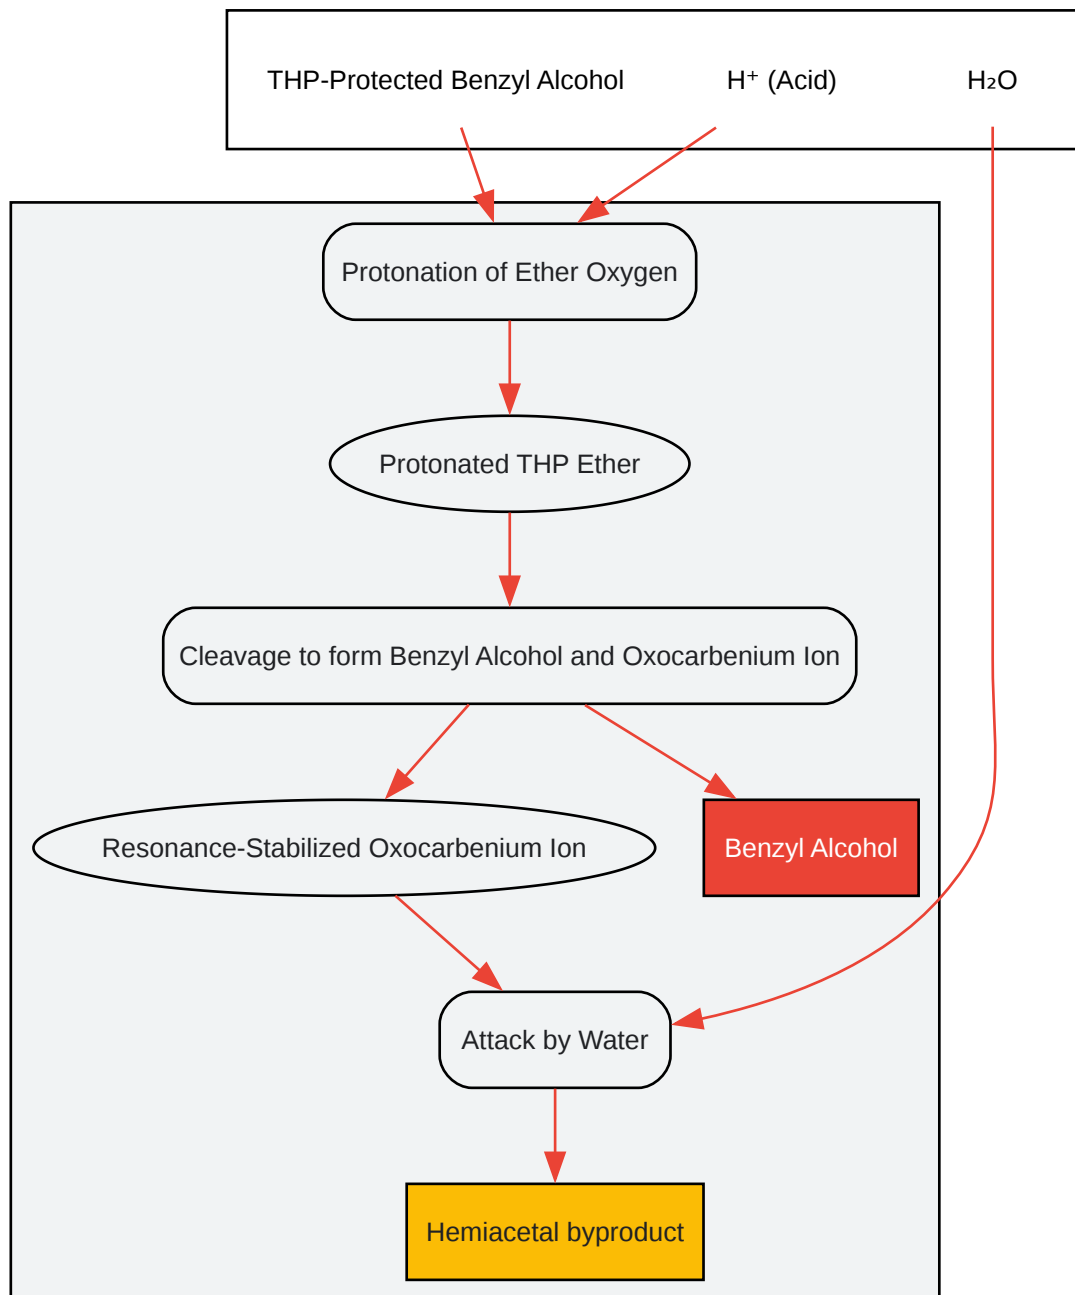 THP-Protected Benzyl Alcohol
H⁺ (Acid)
H₂O
Protonation of Ether Oxygen
Protonated THP Ether
Cleavage to form Benzyl Alcohol and Oxocarbenium Ion
Resonance-Stabilized Oxocarbenium Ion
Benzyl Alcohol
Attack by Water
Hemiacetal byproduct